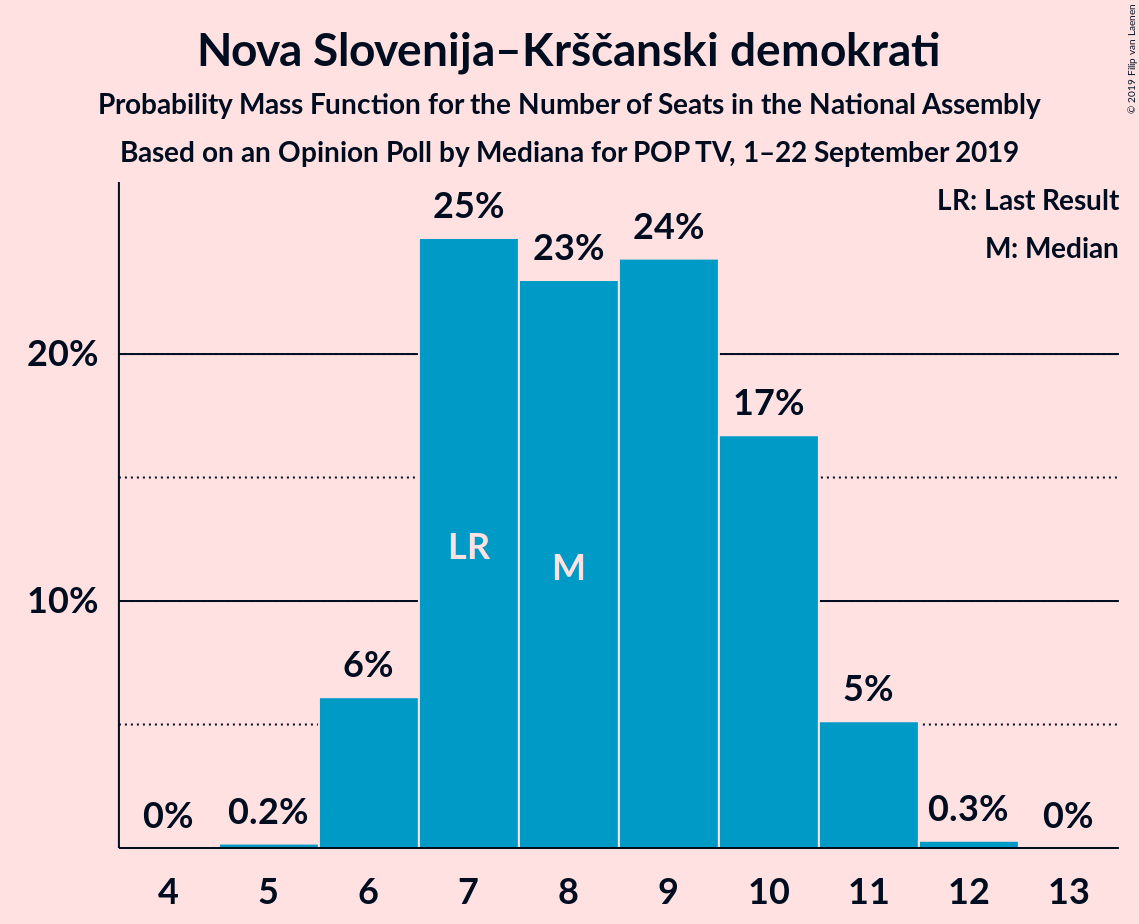 Nova Slovenija–Krščanski demokrati
Probability Mass Function for the Number of Seats in the National Assembly
Based on an Opinion Poll by Mediana for POP TV, 1–22 September 2019
© 2019 Filip van Laenen
LR: Last Result
M: Median
25%
23%
24%
20%
17%
LR
M
10%
6%
5%
0%
0.2%
0.3%
0%
4 5 6 7 8 9 10 11 12 13